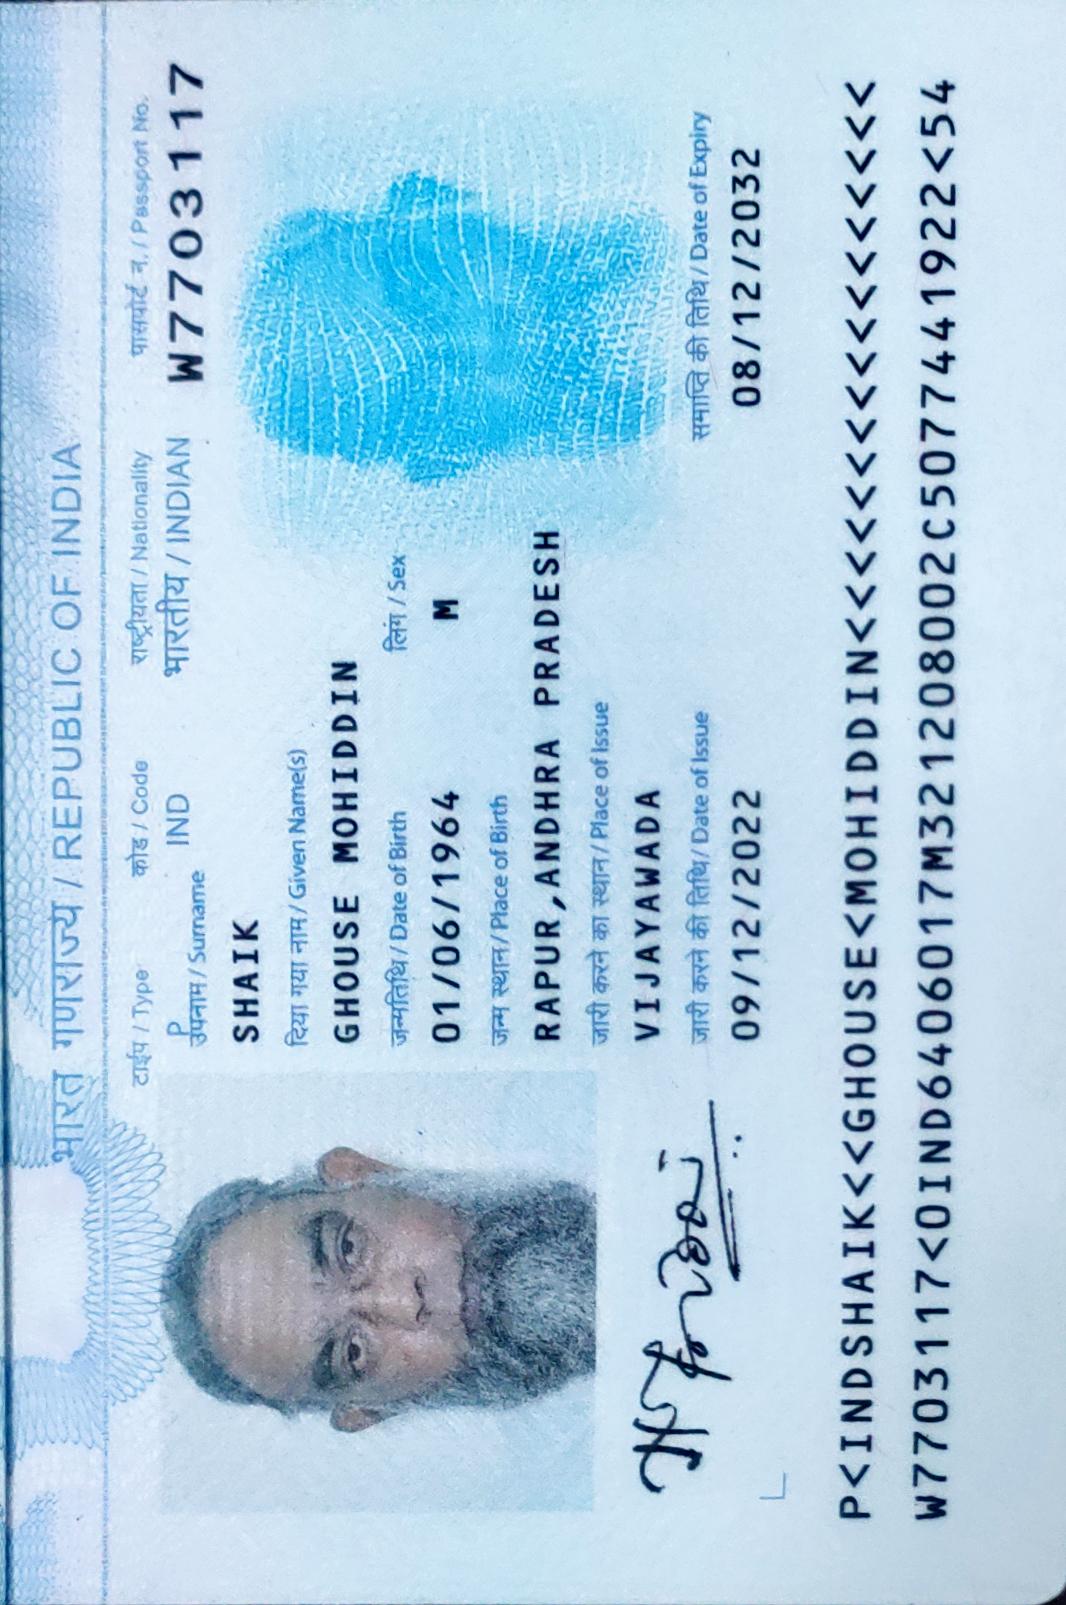 भारत गणराज्य / REPUBLIC OF INDIA
टाईप / Type कोड / Code राष्ट्रीयता / Nationality पासपोर्ट न. / Passport No.
P IND भारतीय / INDIAN W7703117
उपनाम / Surname
SHAIK
दिया गया नाम / Given Name(s)
GHOUSE MOHIDDIN
जन्मतिथि / Date of Birth लिंग / Sex
01/06/1964 M
जन्म स्थान / Place of Birth
RAPUR,ANDHRA PRADESH
जारी करने का स्थान / Place of Issue
VIJAYAWADA
जारी करने की तिथि / Date of Issue समाप्ति की तिथि / Date of Expiry
09/12/2022 08/12/2032
P<INDSHAIK<<GHOUSE<MOHIDDIN<<<<<<<<<<<<<<<<<
W7703117<0IND6406017M321208002C5077441922<54